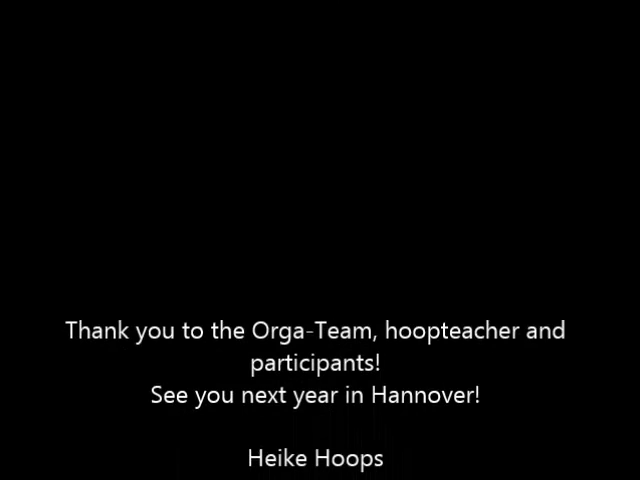 Thank you to the Orga-Team, hoopteacher and
participants!
See you next year in Hannover!
Heike Hoops